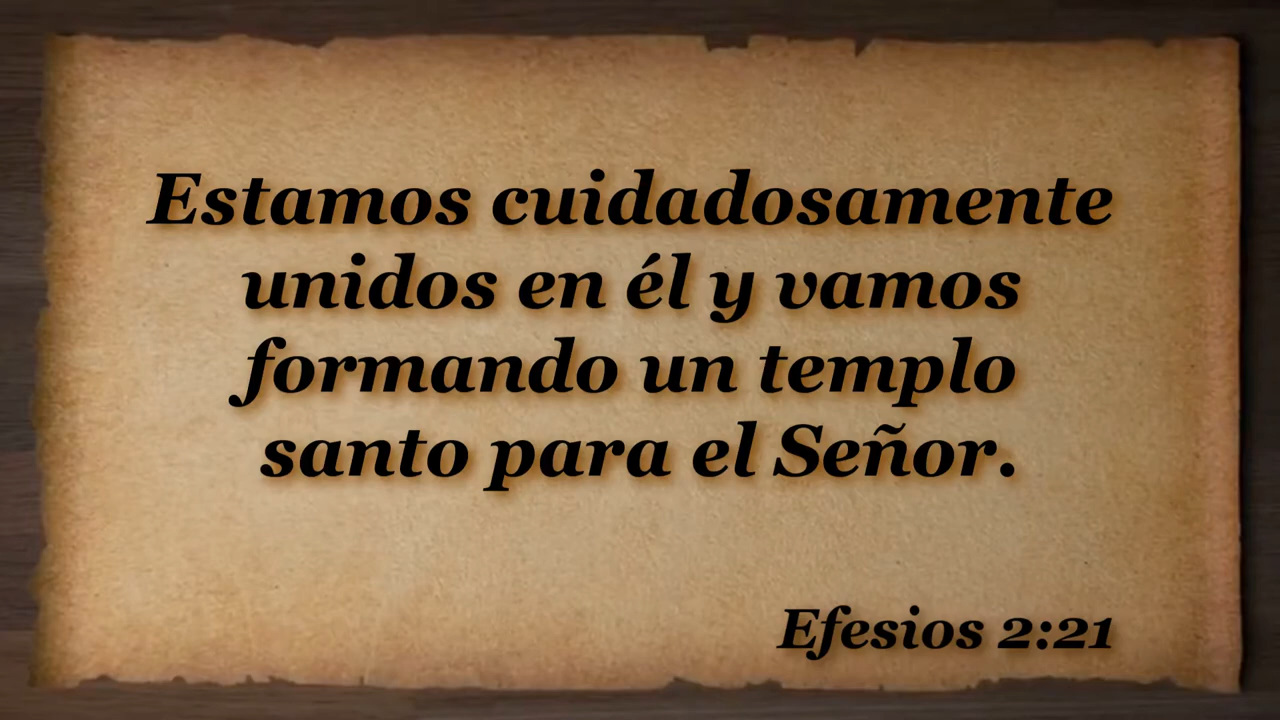 Estamos cuidadosamente
unidos en él y vamos
formando un templo
santo para el Señor.
Efesios 2:21